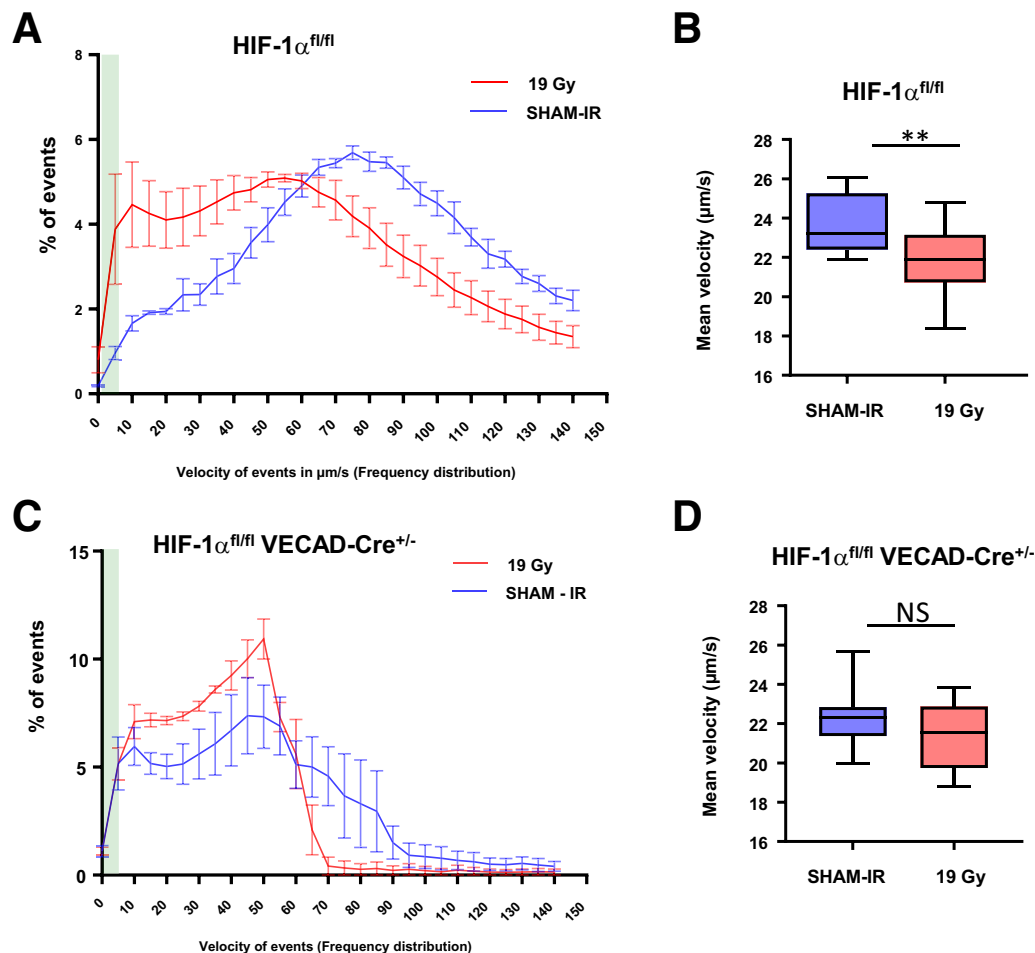 A
HIF-1α^fl/fl
8
6
4
2
0
% of events
19 Gy
SHAM-IR
0 10 20 30 40 50 60 70 80 90 100 110 120 130 140 150
Velocity of events in µm/s (Frequency distribution)
B
HIF-1α^fl/fl
28
26
24
22
20
18
16
Mean velocity (µm/s)
**
SHAM-IR 19 Gy
C
HIF-1α^fl/fl VECAD-Cre^+/-
15
10
5
0
% of events
19 Gy
SHAM - IR
0 10 20 30 40 50 60 70 80 90 100 110 120 130 140 150
Velocity of events (Frequency distribution)
D
HIF-1α^fl/fl VECAD-Cre^+/-
28
26
24
22
20
18
16
Mean velocity (µm/s)
NS
SHAM-IR 19 Gy